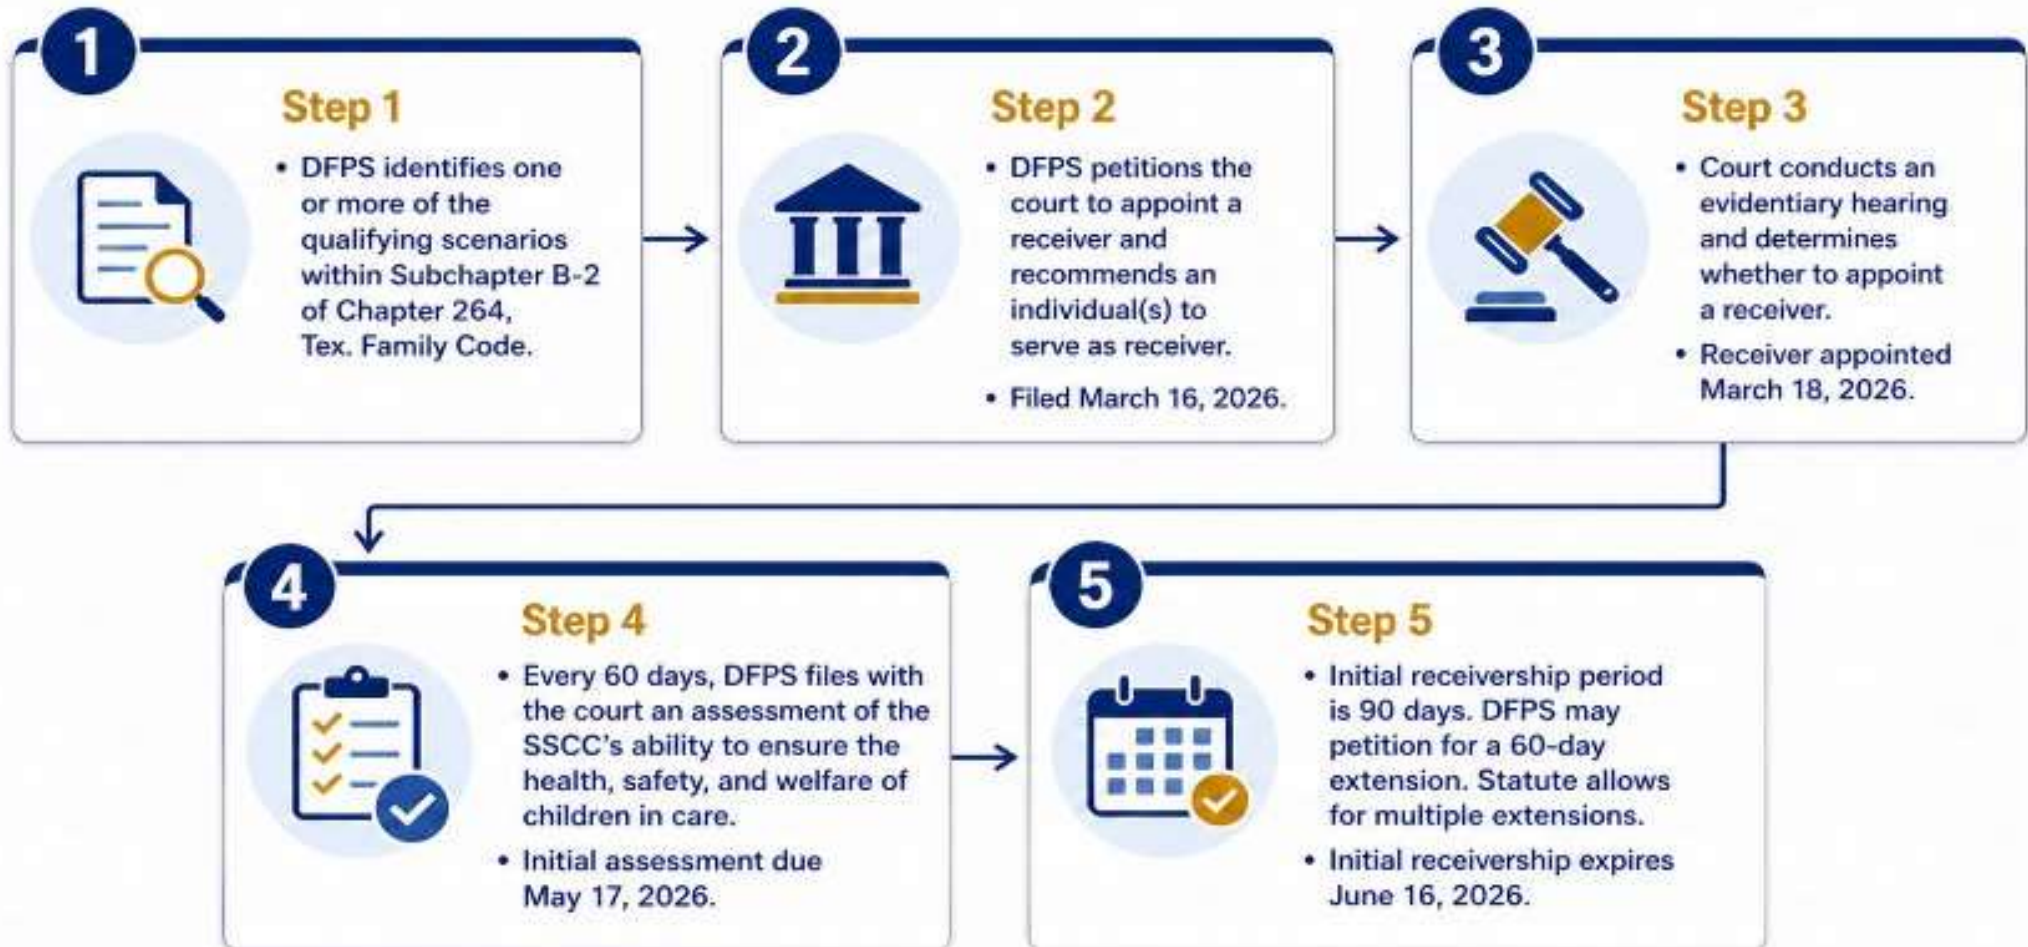 1
Step 1
• DFPS identifies one
or more of the
qualifying scenarios
within Subchapter B-2
of Chapter 264,
Tex. Family Code.
2
Step 2
• DFPS petitions the
court to appoint a
receiver and
recommends an
individual(s) to
serve as receiver.
• Filed March 16, 2026.
3
Step 3
• Court conducts an
evidentiary hearing
and determines
whether to appoint
a receiver.
• Receiver appointed
March 18, 2026.
4
Step 4
• Every 60 days, DFPS files with
the court an assessment of the
SSCC's ability to ensure the
health, safety, and welfare of
children in care.
• Initial assessment due
May 17, 2026.
5
Step 5
• Initial receivership period
is 90 days. DFPS may
petition for a 60-day
extension. Statute allows
for multiple extensions.
• Initial receivership expires
June 16, 2026.